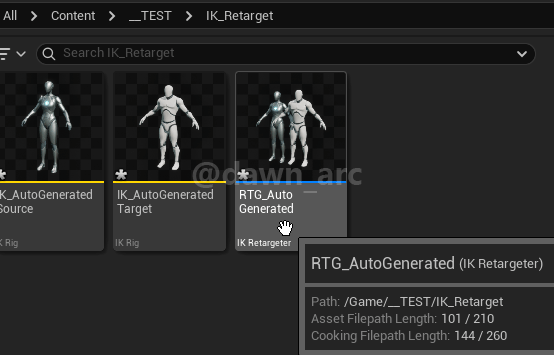 All > Content > __TEST > IK_Retarget
Search IK_Retarget
IK_AutoGenerated
Source
IK Rig
IK_AutoGenerated
Target
IK Rig
RTG_Auto
Generated
IK Retargeter
@dawn_arc
RTG_AutoGenerated (IK Retargeter)
Path: /Game/__TEST/IK_Retarget
Asset Filepath Length: 101 / 210
Cooking Filepath Length: 144 / 260